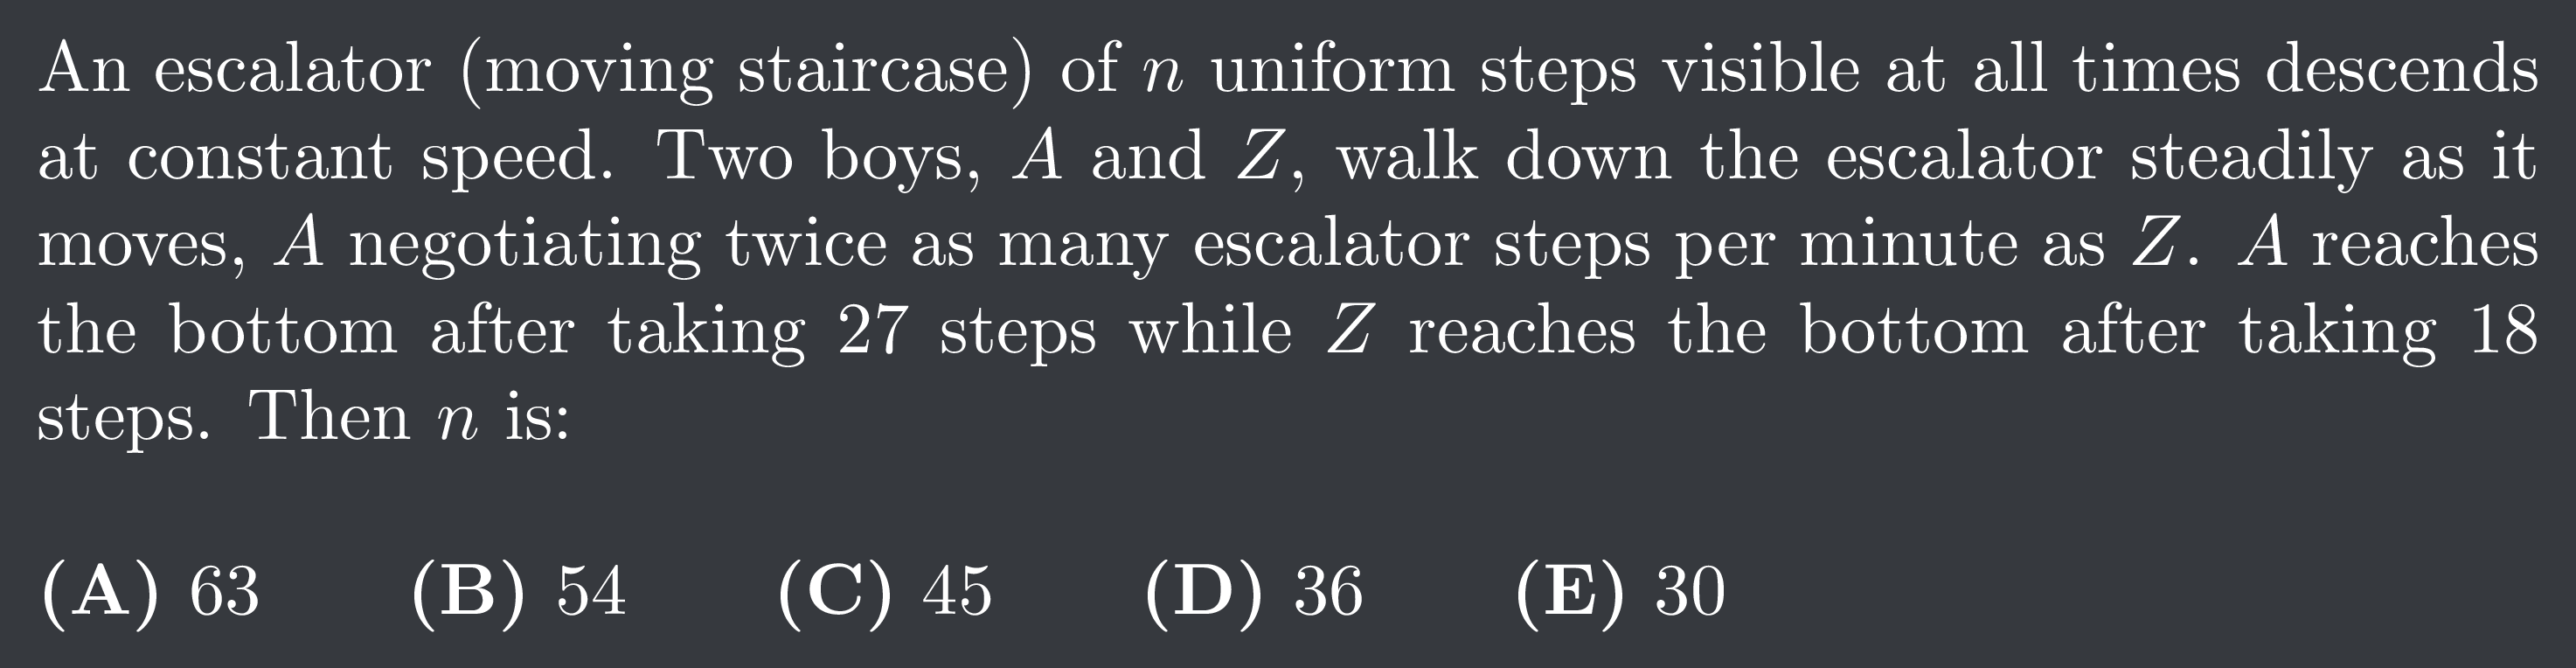 An escalator (moving staircase) of n uniform steps visible at all times descends
at constant speed. Two boys, A and Z, walk down the escalator steadily as it
moves, A negotiating twice as many escalator steps per minute as Z. A reaches
the bottom after taking 27 steps while Z reaches the bottom after taking 18
steps. Then n is:
(A) 63 (B) 54 (C) 45 (D) 36 (E) 30